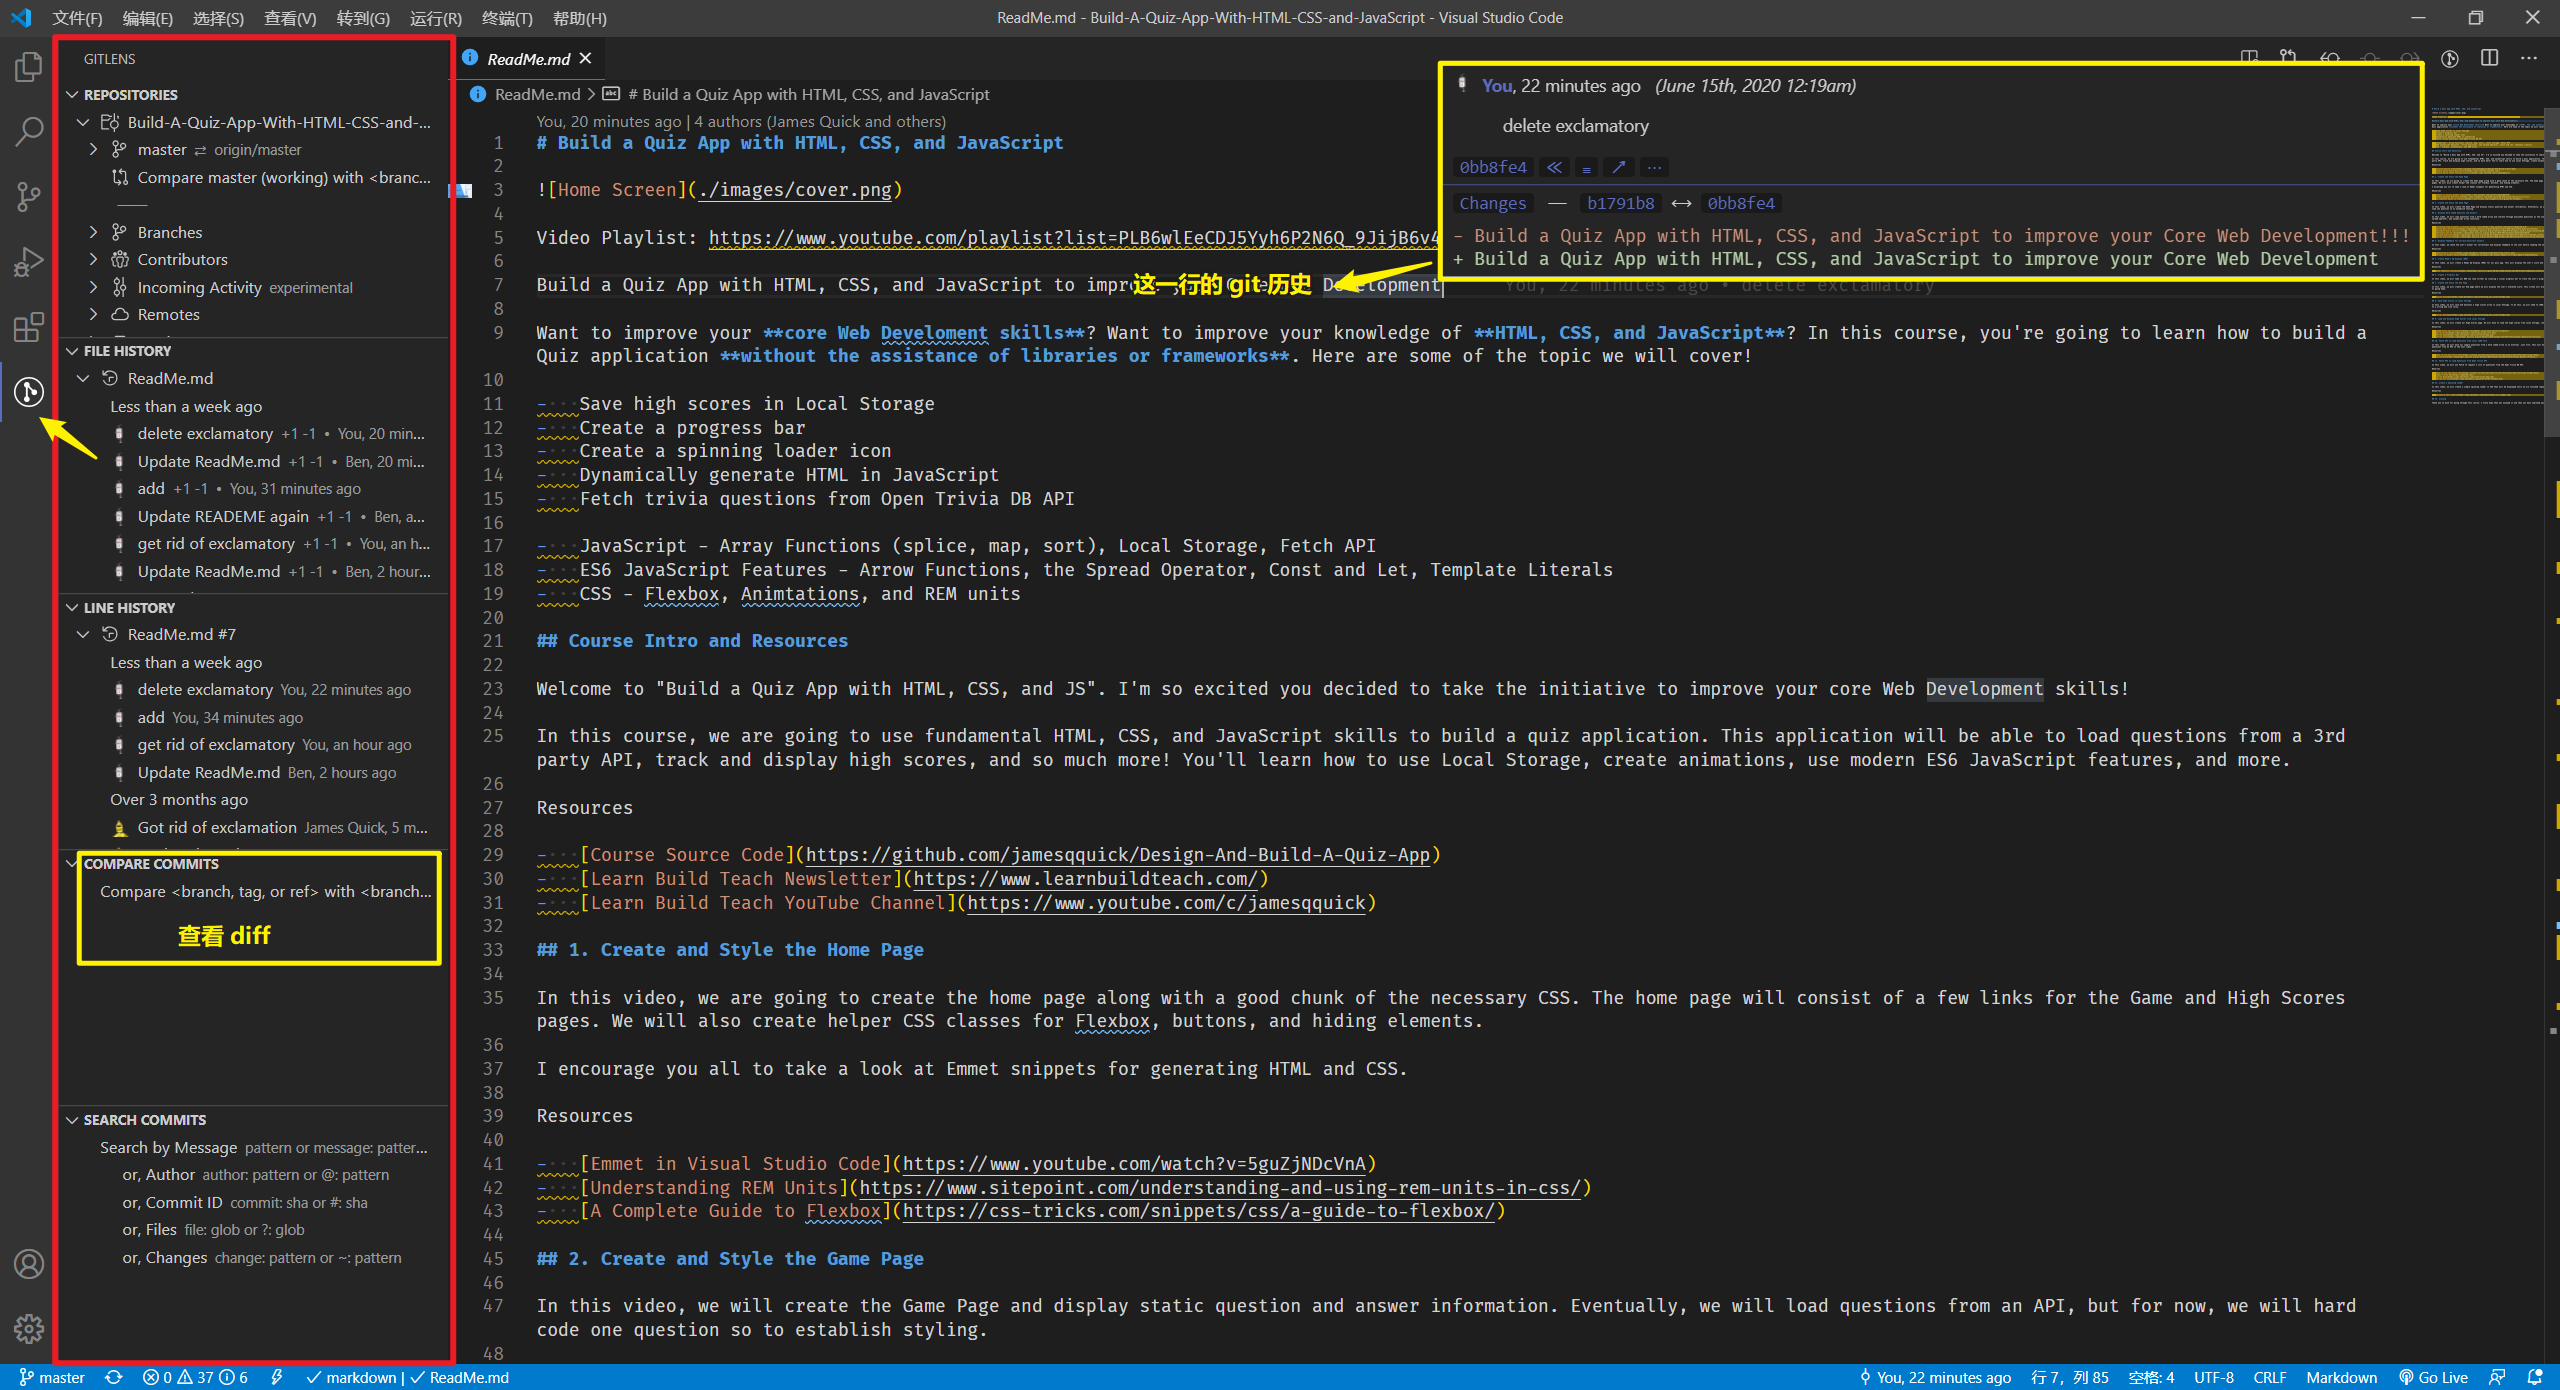 文件(F) 编辑(E) 选择(S) 查看(V) 转到(G) 运行(R) 终端(T) 帮助(H)
ReadMe.md - Build-A-Quiz-App-With-HTML-CSS-and-JavaScript - Visual Studio Code
GITLENS
REPOSITORIES
Build-A-Quiz-App-With-HTML-CSS-and-...
master ⇄ origin/master
Compare master (working) with <branc...
Branches
Contributors
Incoming Activity experimental
Remotes
FILE HISTORY
ReadMe.md
Less than a week ago
delete exclamatory +1 -1 • You, 20 min...
Update ReadMe.md +1 -1 • Ben, 20 mi...
add +1 -1 • You, 31 minutes ago
Update READEME again +1 -1 • Ben, a...
get rid of exclamatory +1 -1 • You, an h...
Update ReadMe.md +1 -1 • Ben, 2 hour...
LINE HISTORY
ReadMe.md #7
Less than a week ago
delete exclamatory You, 22 minutes ago
add You, 34 minutes ago
get rid of exclamatory You, an hour ago
Update ReadMe.md Ben, 2 hours ago
Over 3 months ago
Got rid of exclamation James Quick, 5 m...
COMPARE COMMITS
Compare <branch, tag, or ref> with <branch...
查看 diff
SEARCH COMMITS
Search by Message pattern or message: patter...
or, Author author: pattern or @: pattern
or, Commit ID commit: sha or #: sha
or, Files file: glob or ?: glob
or, Changes change: pattern or ~: pattern
ReadMe.md
ReadMe.md > # Build a Quiz App with HTML, CSS, and JavaScript
You, 20 minutes ago | 4 authors (James Quick and others)
1 # Build a Quiz App with HTML, CSS, and JavaScript
2
3 ![Home Screen](./images/cover.png)
4
5 Video Playlist: https://www.youtube.com/playlist?list=PLB6wlEeCDJ5Yyh6P2N6Q_9JijB6v4
6
7 Build a Quiz App with HTML, CSS, and JavaScript to impr Development You, 22 minutes ago • delete exclamatory
这一行的 git 历史
You, 22 minutes ago (June 15th, 2020 12:19am)
delete exclamatory
0bb8fe4 ...
Changes — b1791b8 ↔ 0bb8fe4
- Build a Quiz App with HTML, CSS, and JavaScript to improve your Core Web Development!!!
+ Build a Quiz App with HTML, CSS, and JavaScript to improve your Core Web Development
8
9 Want to improve your **core Web Develoment skills**? Want to improve your knowledge of **HTML, CSS, and JavaScript**? In this course, you're going to learn how to build a
Quiz application **without the assistance of libraries or frameworks**. Here are some of the topic we will cover!
10
11 - Save high scores in Local Storage
12 - Create a progress bar
13 - Create a spinning loader icon
14 - Dynamically generate HTML in JavaScript
15 - Fetch trivia questions from Open Trivia DB API
16
17 - JavaScript - Array Functions (splice, map, sort), Local Storage, Fetch API
18 - ES6 JavaScript Features - Arrow Functions, the Spread Operator, Const and Let, Template Literals
19 - CSS - Flexbox, Animtations, and REM units
20
21 ## Course Intro and Resources
22
23 Welcome to "Build a Quiz App with HTML, CSS, and JS". I'm so excited you decided to take the initiative to improve your core Web Development skills!
24
25 In this course, we are going to use fundamental HTML, CSS, and JavaScript skills to build a quiz application. This application will be able to load questions from a 3rd
party API, track and display high scores, and so much more! You'll learn how to use Local Storage, create animations, use modern ES6 JavaScript features, and more.
26
27 Resources
28
29 - [Course Source Code](https://github.com/jamesqquick/Design-And-Build-A-Quiz-App)
30 - [Learn Build Teach Newsletter](https://www.learnbuildteach.com/)
31 - [Learn Build Teach YouTube Channel](https://www.youtube.com/c/jamesqquick)
32
33 ## 1. Create and Style the Home Page
34
35 In this video, we are going to create the home page along with a good chunk of the necessary CSS. The home page will consist of a few links for the Game and High Scores
pages. We will also create helper CSS classes for Flexbox, buttons, and hiding elements.
36
37 I encourage you all to take a look at Emmet snippets for generating HTML and CSS.
38
39 Resources
40
41 - [Emmet in Visual Studio Code](https://www.youtube.com/watch?v=5guZjNDcVnA)
42 - [Understanding REM Units](https://www.sitepoint.com/understanding-and-using-rem-units-in-css/)
43 - [A Complete Guide to Flexbox](https://css-tricks.com/snippets/css/a-guide-to-flexbox/)
44
45 ## 2. Create and Style the Game Page
46
47 In this video, we will create the Game Page and display static question and answer information. Eventually, we will load questions from an API, but for now, we will hard
code one question so to establish styling.
48
master 0 37 6 markdown | ReadMe.md
You, 22 minutes ago 行 7，列 85 空格: 4 UTF-8 CRLF Markdown Go Live